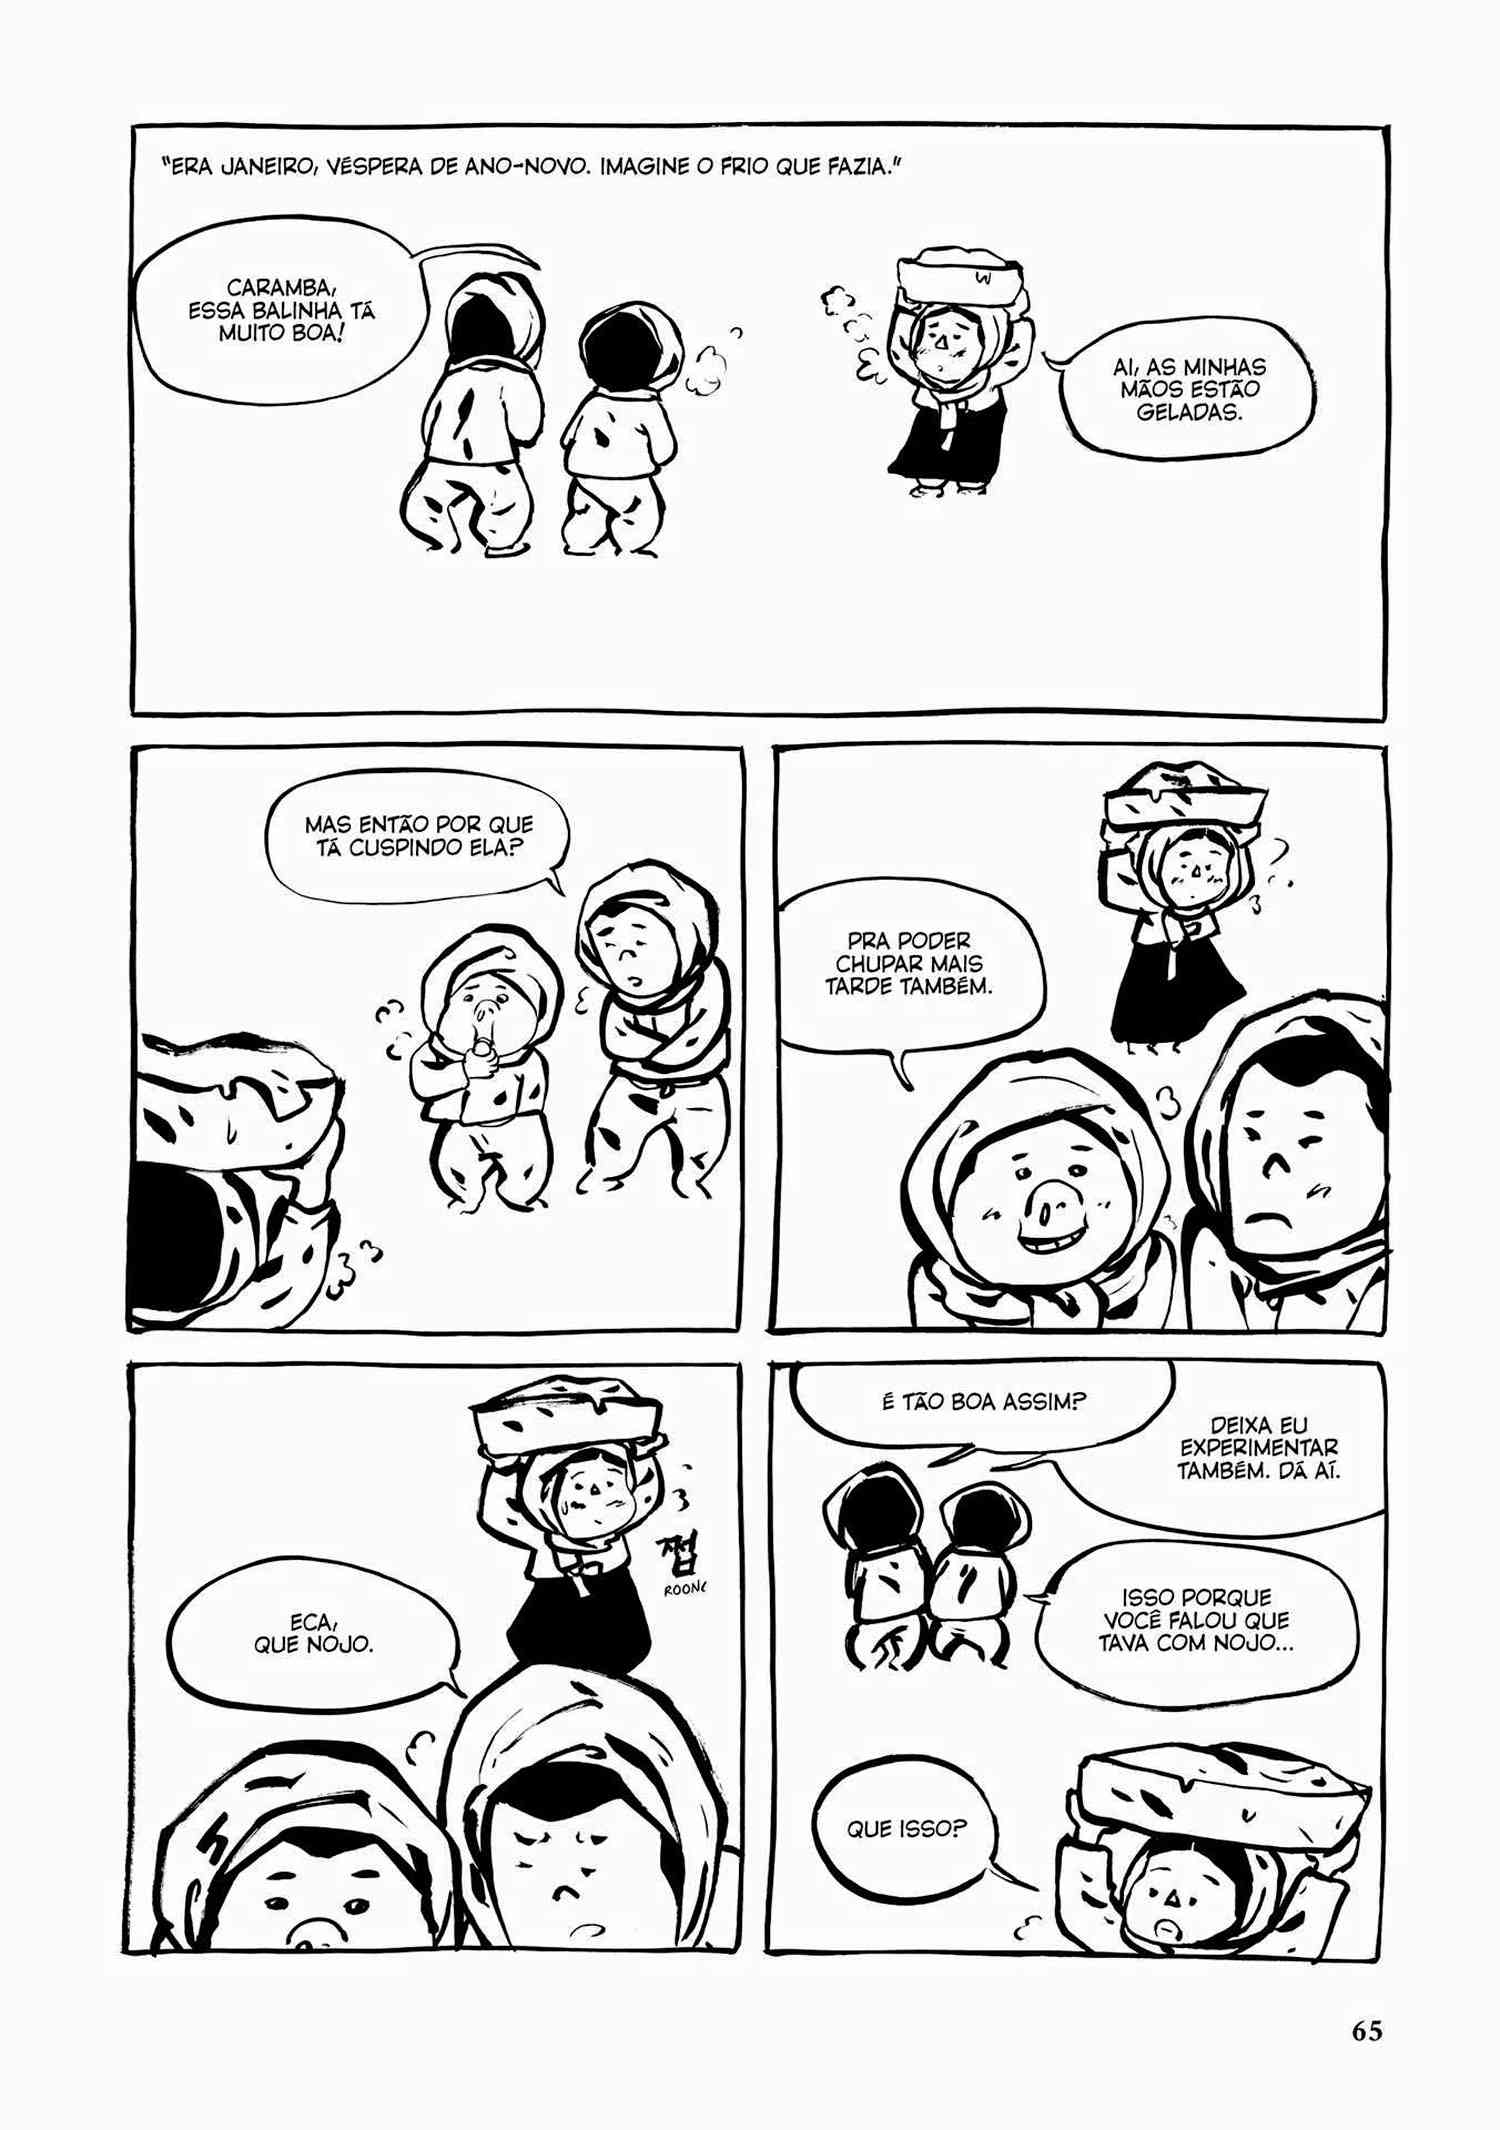 "ERA JANEIRO, VÉSPERA DE ANO-NOVO. IMAGINE O FRIO QUE FAZIA."
CARAMBA,
ESSA BALINHA TÁ
MUITO BOA!
AI, AS MINHAS
MÃOS ESTÃO
GELADAS.
MAS ENTÃO POR QUE
TÁ CUSPINDO ELA?
PRA PODER
CHUPAR MAIS
TARDE TAMBÉM.
ECA,
QUE NOJO.
쩝
É TÃO BOA ASSIM?
DEIXA EU
EXPERIMENTAR
TAMBÉM. DÁ AÍ.
ISSO PORQUE
VOCÊ FALOU QUE
TAVA COM NOJO...
QUE ISSO?
65